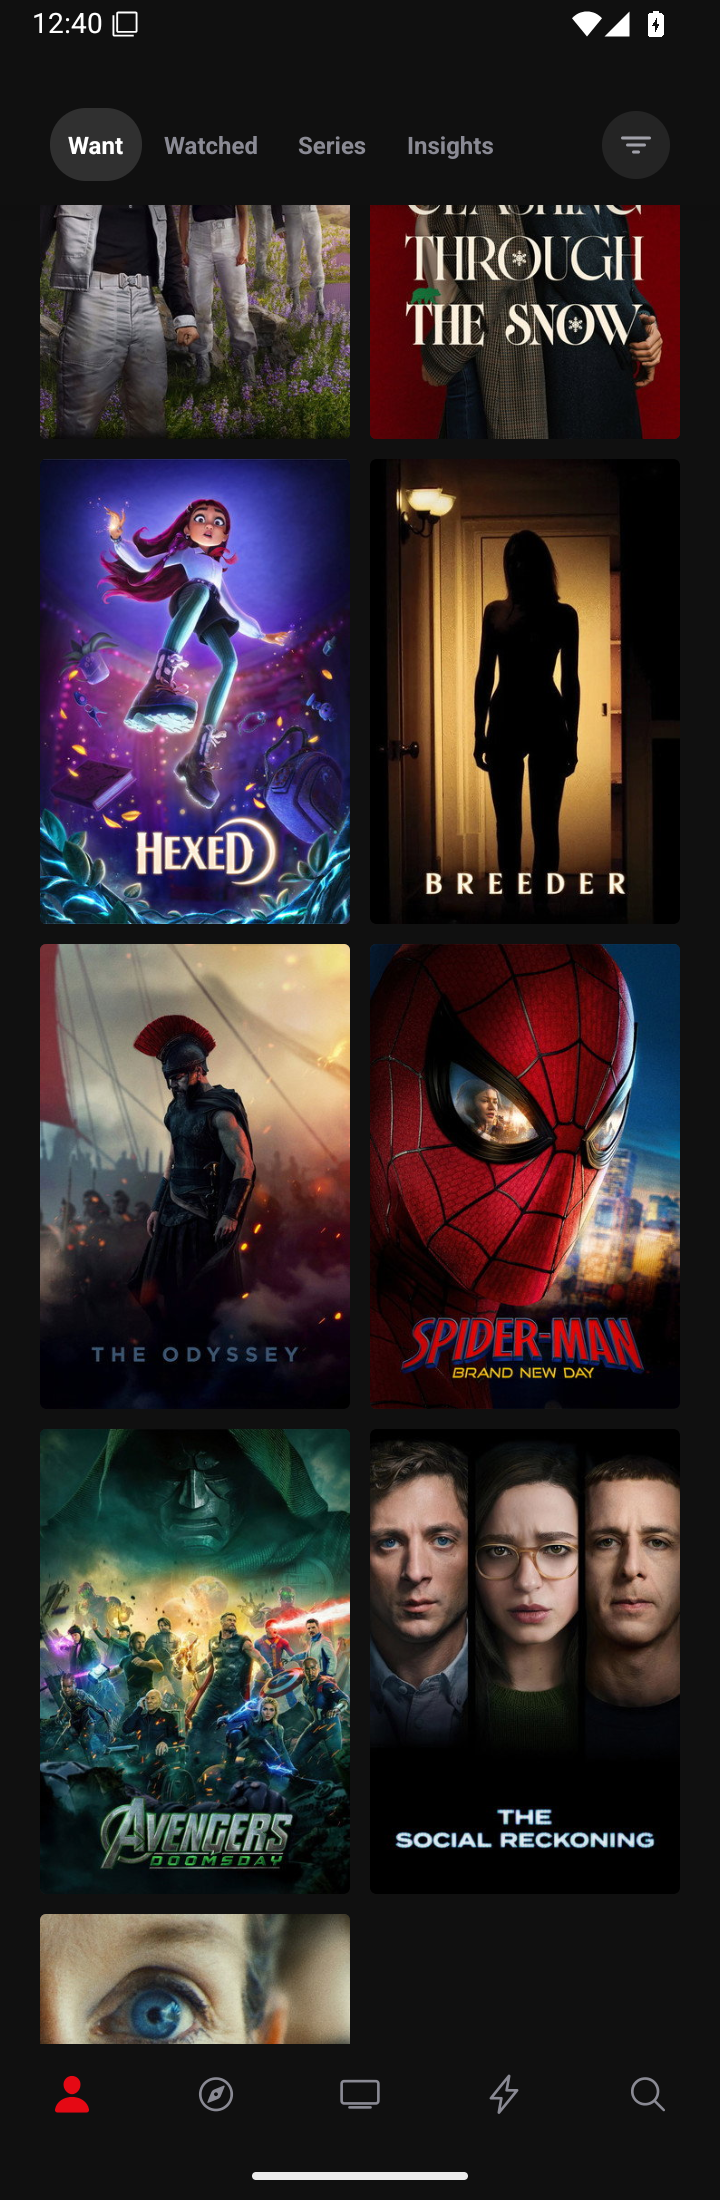 12:40
Want Watched Series Insights
CLASHING
THROUGH
THE SNOW
HEXED
BREEDER
THE ODYSSEY
SPIDER-MAN
BRAND NEW DAY
AVENGERS
DOOMSDAY
THE
SOCIAL RECKONING